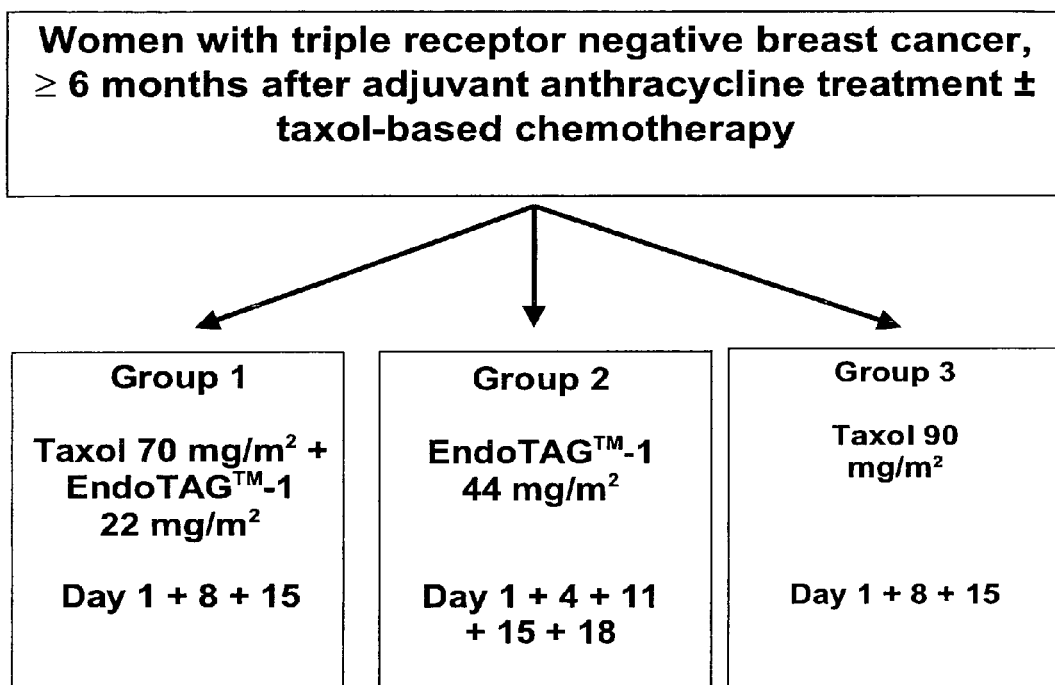 Women with triple receptor negative breast cancer,
≥ 6 months after adjuvant anthracycline treatment ±
taxol-based chemotherapy
Group 1
Taxol 70 mg/m² +
EndoTAG™-1
22 mg/m²
Day 1 + 8 + 15
Group 2
EndoTAG™-1
44 mg/m²
Day 1 + 4 + 11
+ 15 + 18
Group 3
Taxol 90
mg/m²
Day 1 + 8 + 15